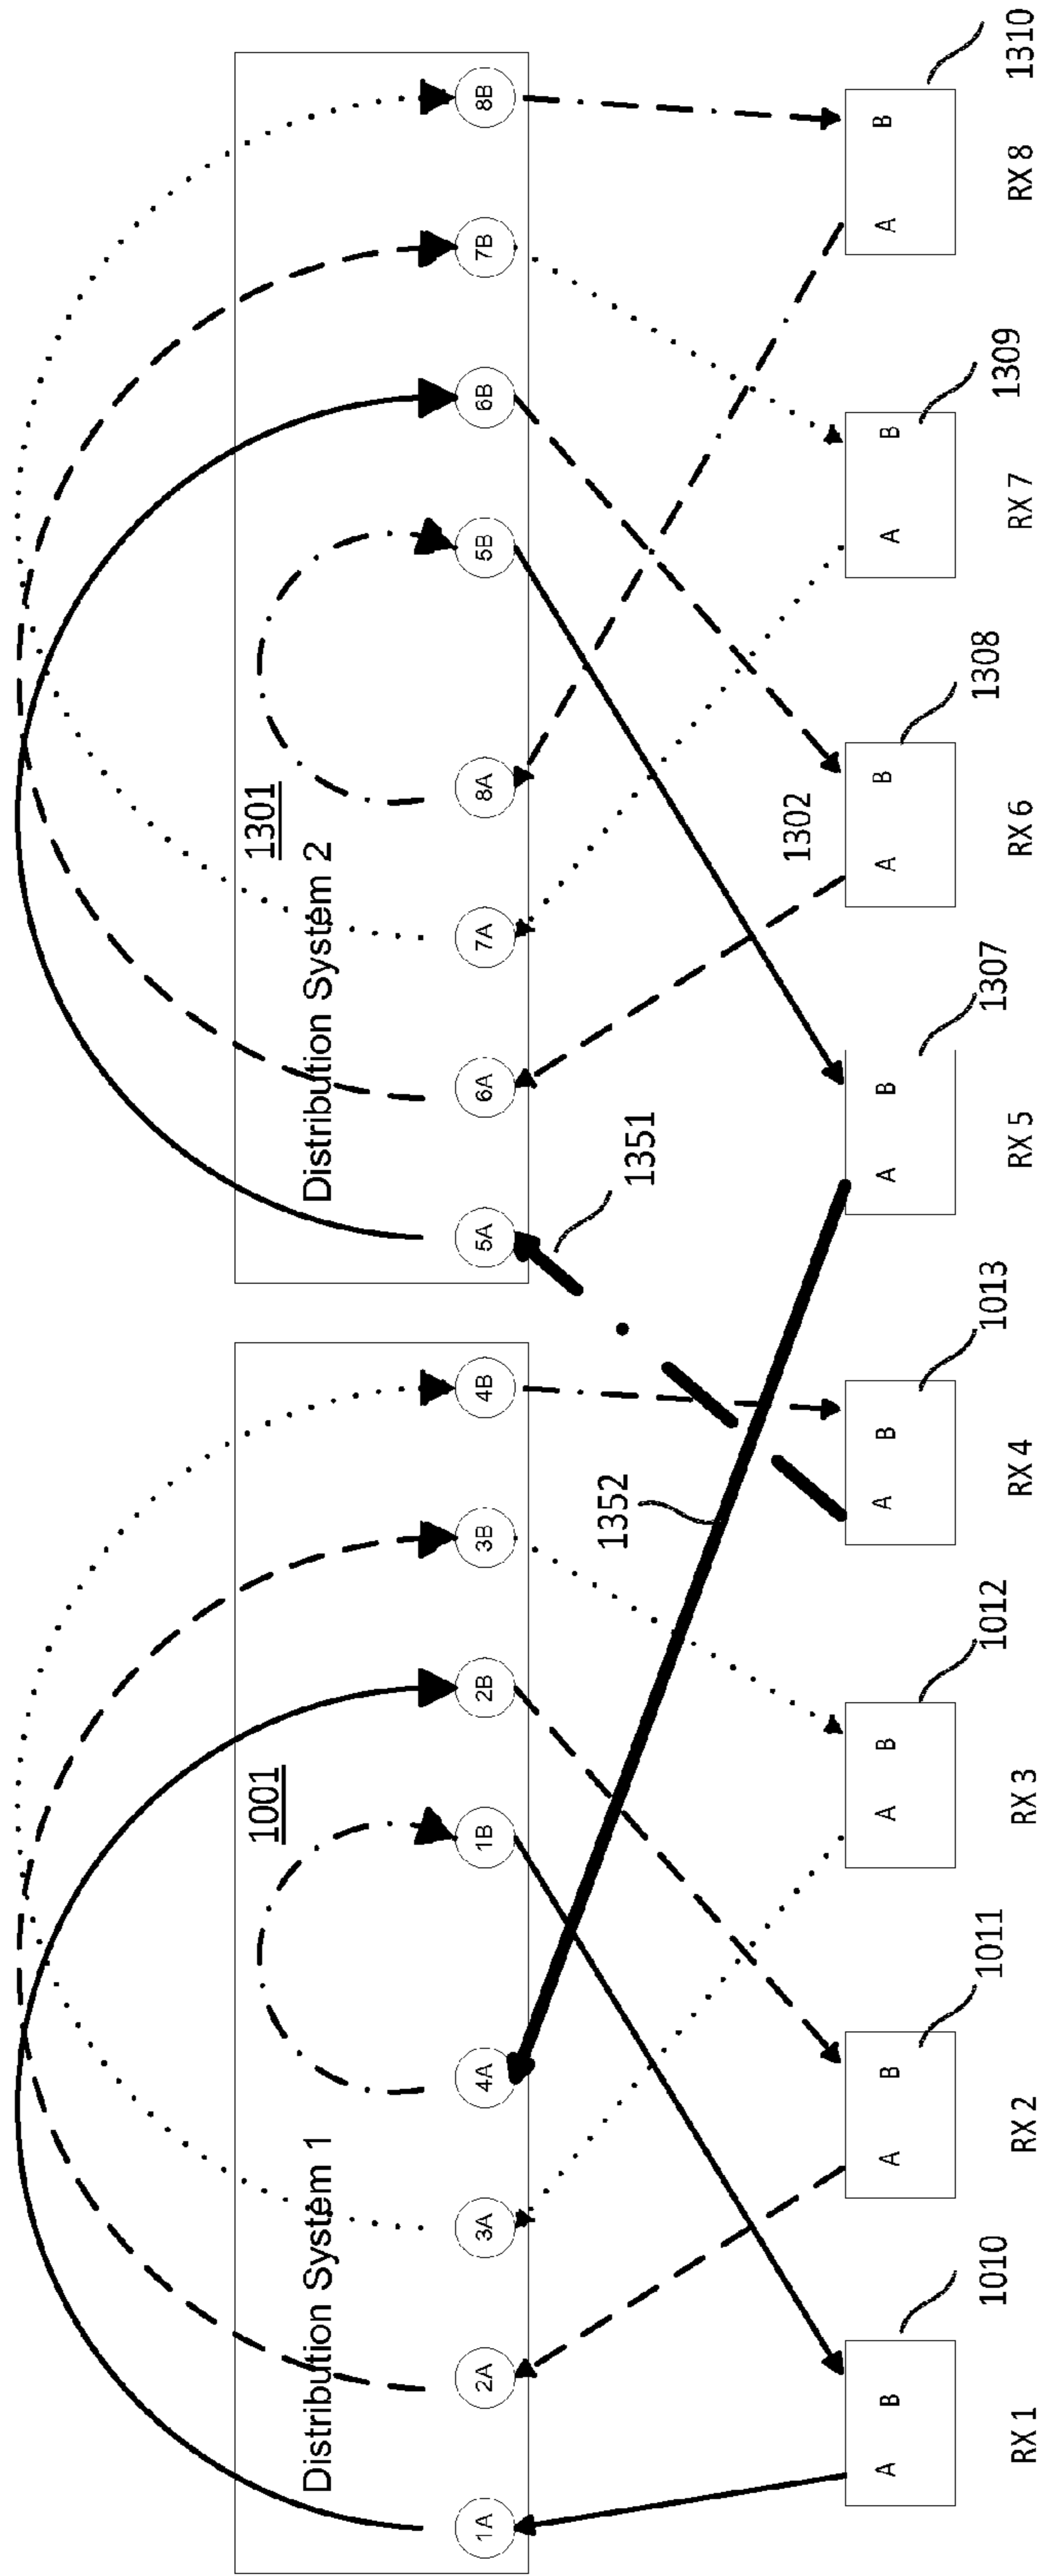 Distribution System 1
1001
1A
2A
3A
4A
1B
2B
3B
4B
Distribution System 2
1301
5A
6A
7A
8A
5B
6B
7B
8B
1352
1351
1302
A B
A B
A B
A B
A B
A B
A B
A B
1010
1011
1012
1013
1307
1308
1309
1310
RX 1
RX 2
RX 3
RX 4
RX 5
RX 6
RX 7
RX 8